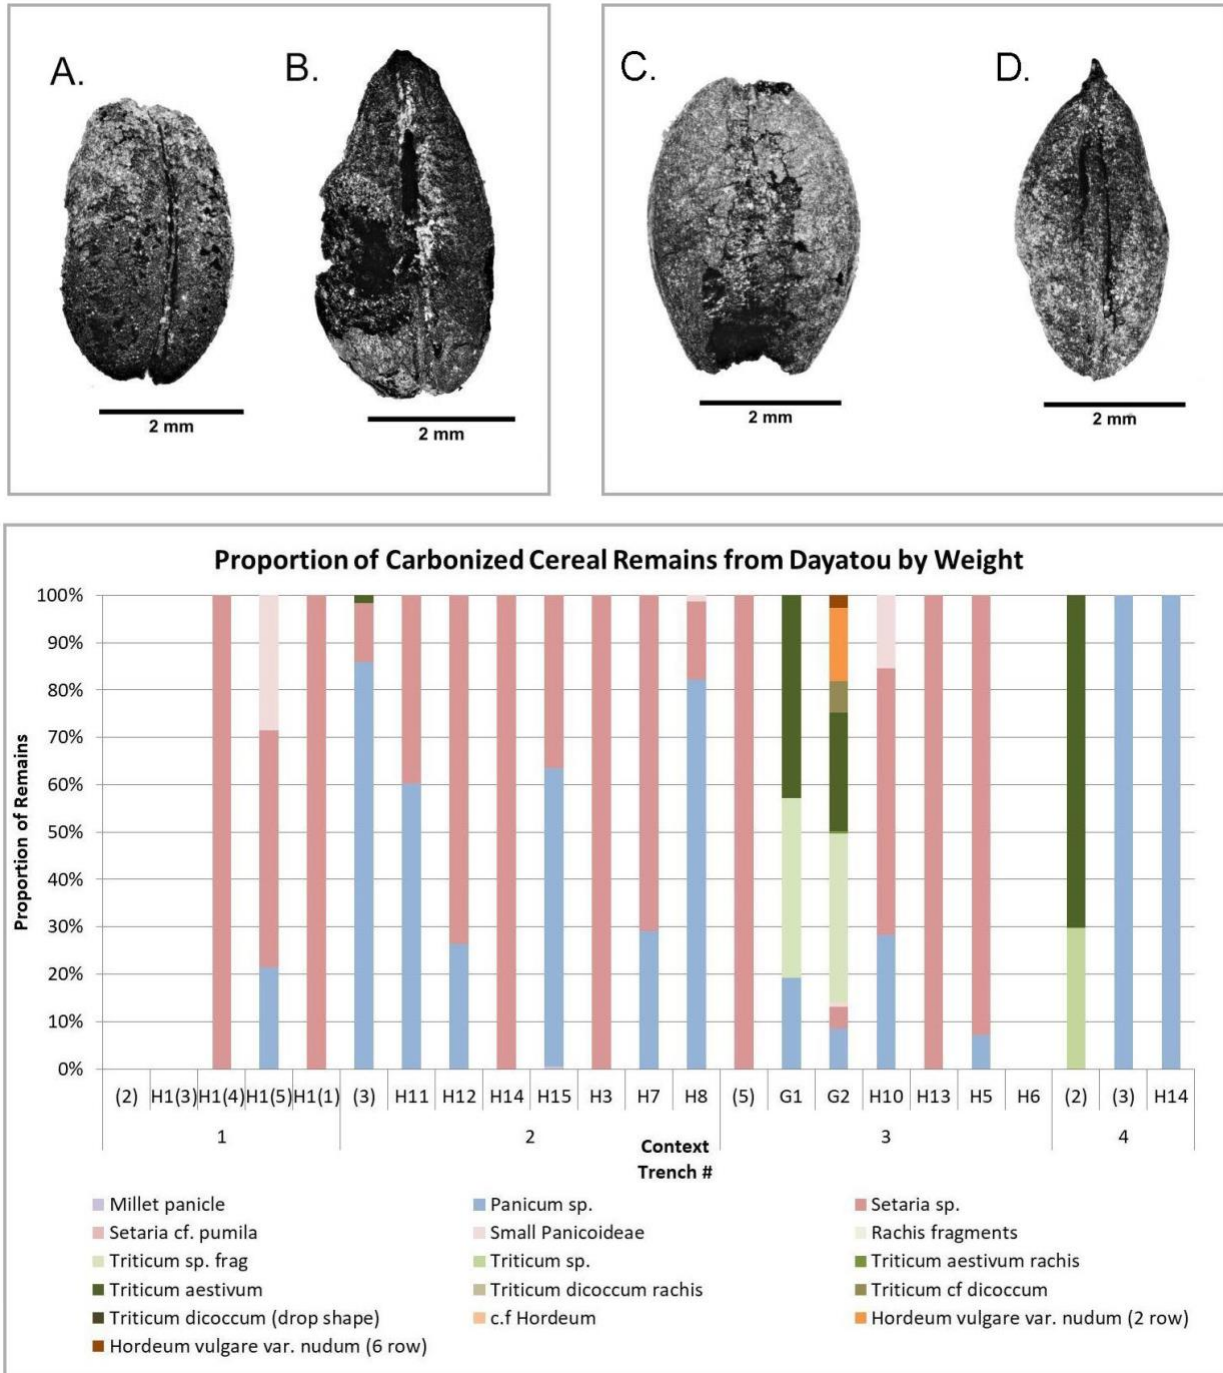 A.
B.
C.
D.
2 mm
2 mm
2 mm
2 mm
Proportion of Carbonized Cereal Remains from Dayatou by Weight
Proportion of Remains
100%
90%
80%
70%
60%
50%
40%
30%
20%
10%
0%
(2) H1(3) H1(4) H1(5) H1(1) (3) H11 H12 H14 H15 H3 H7 H8 (5) G1 G2 H10 H13 H5 H6 (2) (3) H14
1 2 3 4
Context
Trench #
Millet panicle Panicum sp. Setaria sp.
Setaria cf. pumila Small Panicoideae Rachis fragments
Triticum sp. frag Triticum sp. Triticum aestivum rachis
Triticum aestivum Triticum dicoccum rachis Triticum cf dicoccum
Triticum dicoccum (drop shape) c.f Hordeum Hordeum vulgare var. nudum (2 row)
Hordeum vulgare var. nudum (6 row)